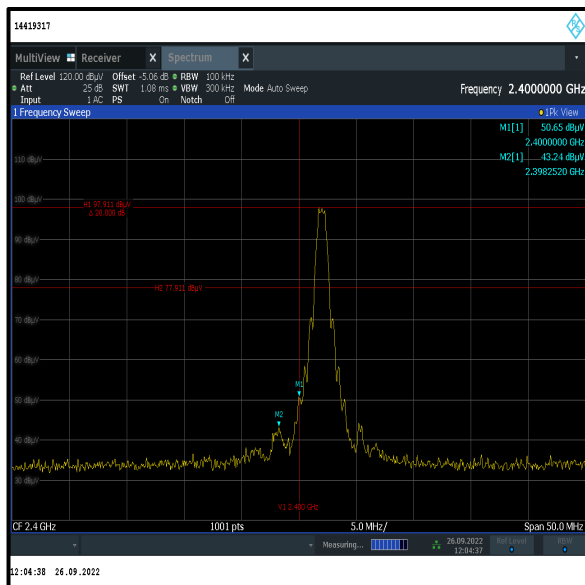 14419317
MultiView Receiver X Spectrum X
Ref Level 120.00 dBµV Offset -5.06 dB RBW 100 kHz
Att 25 dB SWT 1.08 ms VBW 300 kHz Mode Auto Sweep Frequency 2.4000000 GHz
Input 1 AC PS On Notch Off
1 Frequency Sweep 1Pk View
M1[1] 50.65 dBµV
2.4000000 GHz
M2[1] 43.24 dBµV
2.3982520 GHz
110 dBµV
100 dBµV
H1 97.911 dBµV
Δ 20.000 dB
90 dBµV
80 dBµV
H2 77.911 dBµV
70 dBµV
60 dBµV
50 dBµV
M1
M2
40 dBµV
30 dBµV
V1 2.400 GHz
CF 2.4 GHz 1001 pts 5.0 MHz/ Span 50.0 MHz
Measuring... 26.09.2022 12:04:37 Ref Level RBW
12:04:38 26.09.2022